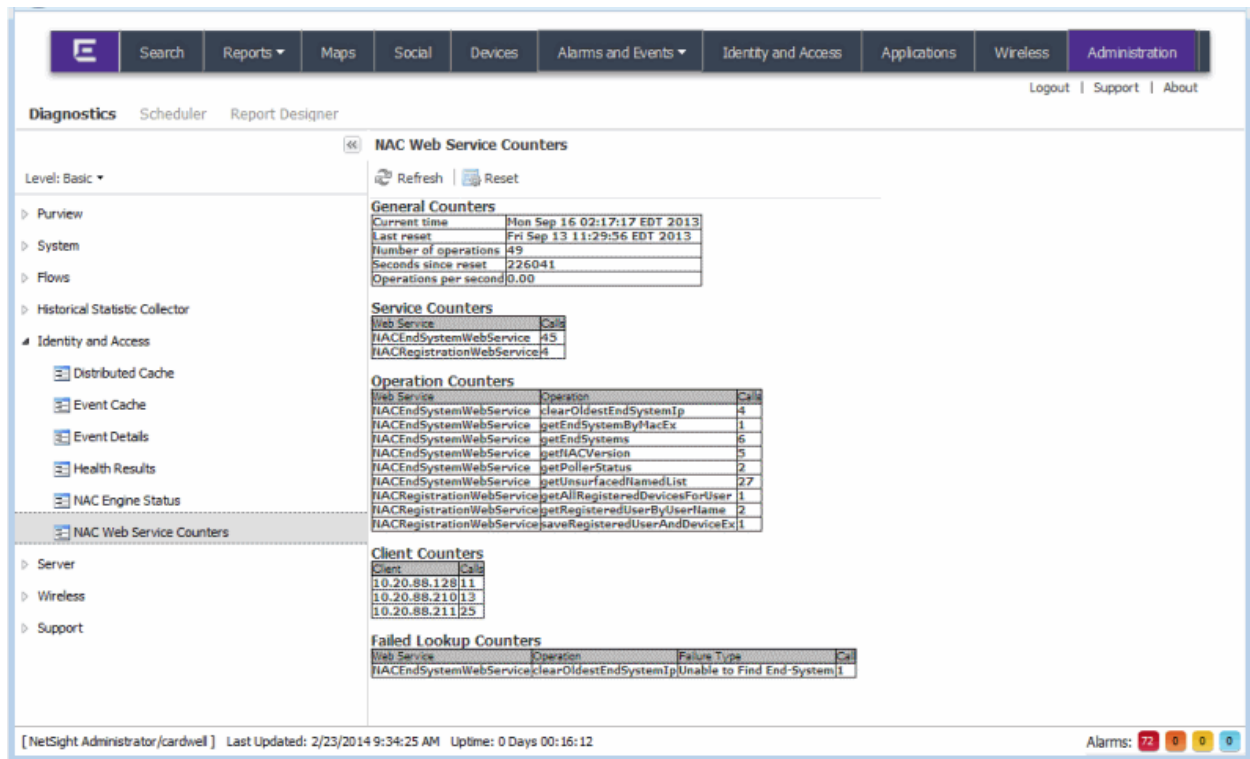 Search Reports Maps Social Devices Alarms and Events Identity and Access Applications Wireless Administration
Logout | Support | About
Diagnostics Scheduler Report Designer
NAC Web Service Counters
Level: Basic
Refresh Reset
Purview
System
Flows
Historical Statistic Collector
Identity and Access
Distributed Cache
Event Cache
Event Details
Health Results
NAC Engine Status
NAC Web Service Counters
Server
Wireless
Support
General Counters
Current time Mon Sep 16 02:17:17 EDT 2013
Last reset Fri Sep 13 11:29:56 EDT 2013
Number of operations 49
Seconds since reset 226041
Operations per second 0.00
Service Counters
Web Service Calls
NACEndSystemWebService 45
NACRegistrationWebService 4
Operation Counters
Web Service Operation Calls
NACEndSystemWebService clearOldestEndSystemIp 4
NACEndSystemWebService getEndSystemByMacEx 1
NACEndSystemWebService getEndSystems 6
NACEndSystemWebService getNACVersion 5
NACEndSystemWebService getPollerStatus 2
NACEndSystemWebService getUnsurfacedNamedList 27
NACRegistrationWebService getAllRegisteredDevicesForUser 1
NACRegistrationWebService getRegisteredUserByUserName 2
NACRegistrationWebService saveRegisteredUserAndDeviceEx 1
Client Counters
Client Calls
10.20.88.128 11
10.20.88.210 13
10.20.88.211 25
Failed Lookup Counters
Web Service Operation Failure Type Call
NACEndSystemWebService clearOldestEndSystemIp Unable to Find End-System 1
[ NetSight Administrator/cardwell ] Last Updated: 2/23/2014 9:34:25 AM Uptime: 0 Days 00:16:12
Alarms: 72 0 0 0